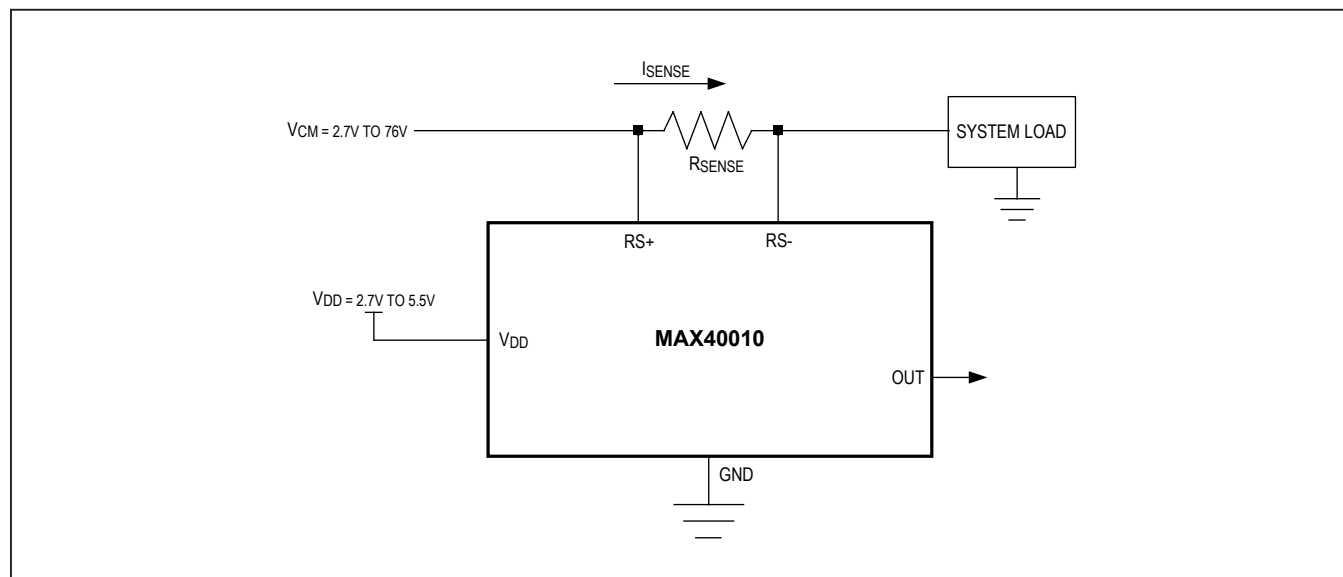 ISENSE
VCM = 2.7V TO 76V
SYSTEM LOAD
RSENSE
RS+
RS-
VDD = 2.7V TO 5.5V
VDD
MAX40010
OUT
GND